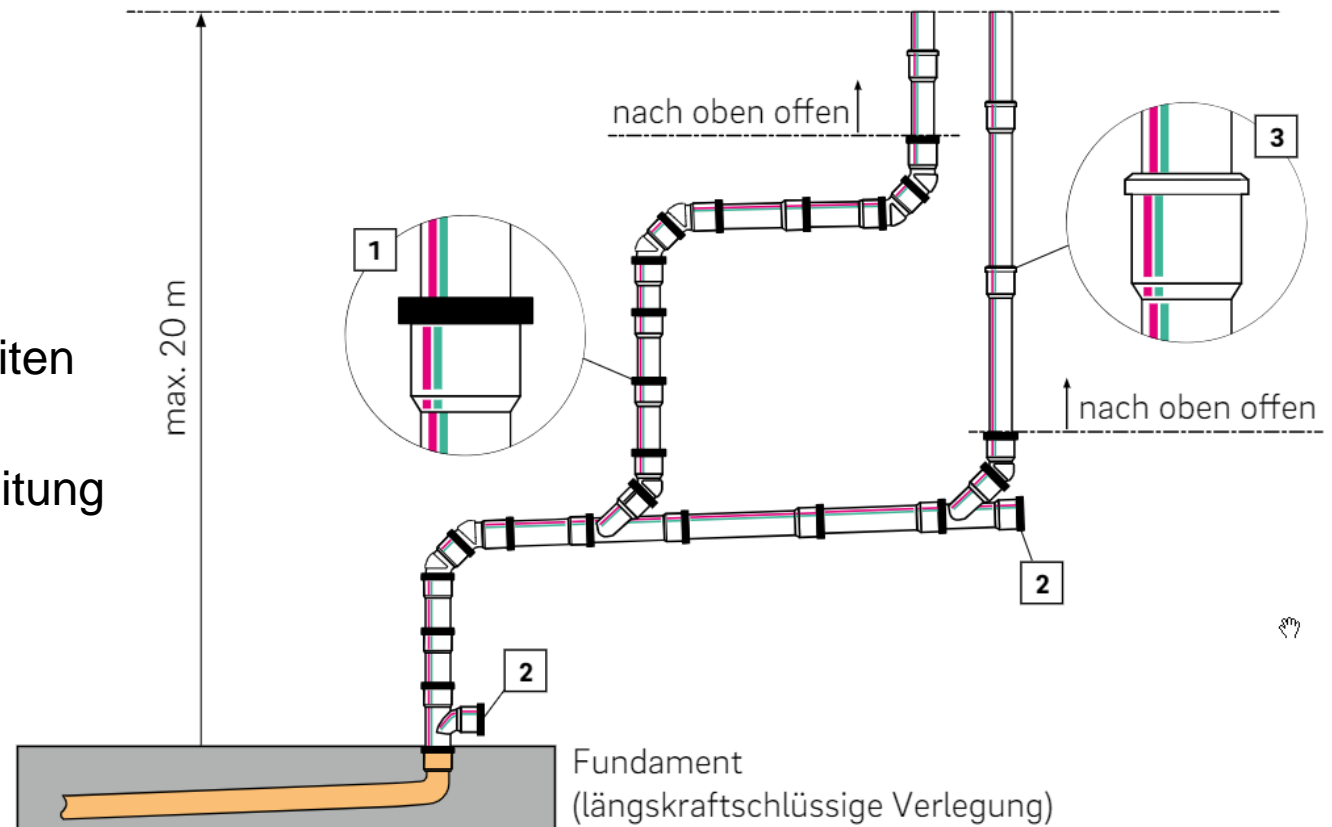 nach oben offen
3
1
max. 20 m
iten
nach oben offen
itung
2
2
Fundament
(längskraftschlüssige Verlegung)